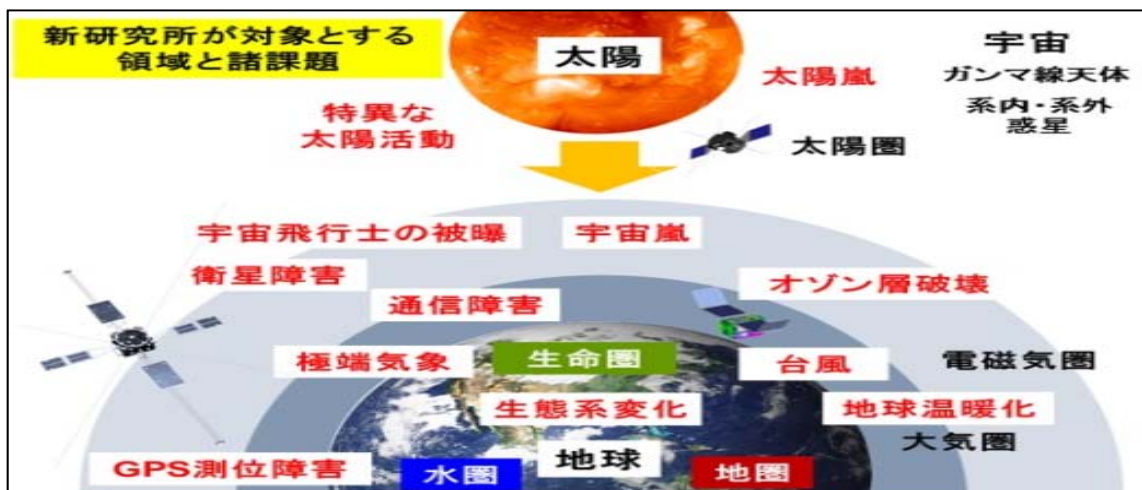 新研究所が対象とする
領域と諸課題
太陽
宇宙
ガンマ線天体
系内・系外
惑星
太陽嵐
特異な
太陽活動
太陽圏
宇宙飛行士の被曝
宇宙嵐
衛星障害
オゾン層破壊
通信障害
極端気象
生命圏
台風
電磁気圏
生態系変化
地球温暖化
大気圏
地球
GPS測位障害
水圏
地圏